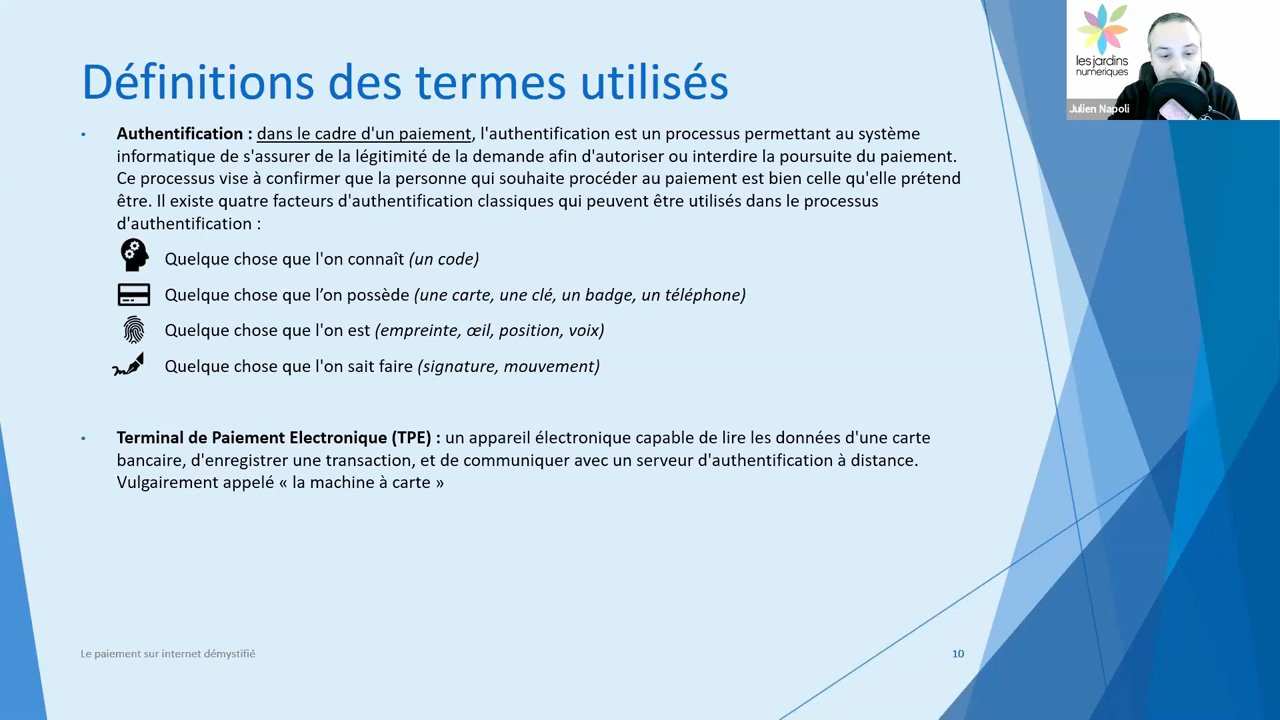 Définitions des termes utilisés
les jardins
numeriques
Julien Napoli
• Authentification : dans le cadre d'un paiement, l'authentification est un processus permettant au système
informatique de s'assurer de la légitimité de la demande afin d'autoriser ou interdire la poursuite du paiement.
Ce processus vise à confirmer que la personne qui souhaite procéder au paiement est bien celle qu'elle prétend
être. Il existe quatre facteurs d'authentification classiques qui peuvent être utilisés dans le processus
d'authentification :
Quelque chose que l'on connaît (un code)
Quelque chose que l’on possède (une carte, une clé, un badge, un téléphone)
Quelque chose que l'on est (empreinte, œil, position, voix)
Quelque chose que l'on sait faire (signature, mouvement)
• Terminal de Paiement Electronique (TPE) : un appareil électronique capable de lire les données d'une carte
bancaire, d'enregistrer une transaction, et de communiquer avec un serveur d'authentification à distance.
Vulgairement appelé « la machine à carte »
Le paiement sur internet démystifié
10